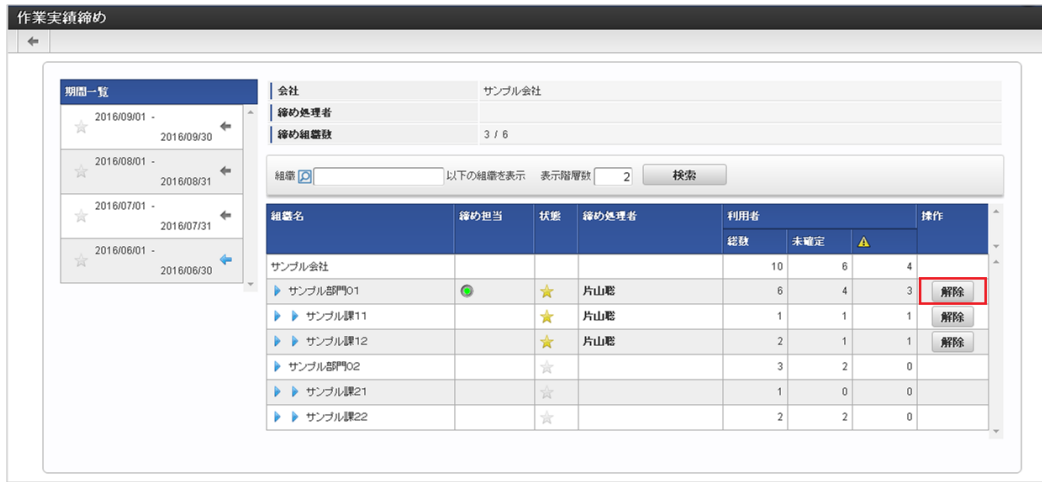 作業実績締め
期間一覧
2016/09/01 -
2016/09/30
2016/08/01 -
2016/08/31
2016/07/01 -
2016/07/31
2016/06/01 -
2016/06/30
会社 サンプル会社
締め処理者
締め組織数 3 / 6
組織 以下の組織を表示 表示階層数 2 検索
組織名 締め担当 状態 締め処理者 利用者 操作
総数 未確定
サンプル会社 10 6 4
サンプル部門01 片山聡 6 4 3 解除
サンプル課11 片山聡 1 1 1 解除
サンプル課12 片山聡 2 1 1 解除
サンプル部門02 3 2 0
サンプル課21 1 0 0
サンプル課22 2 2 0